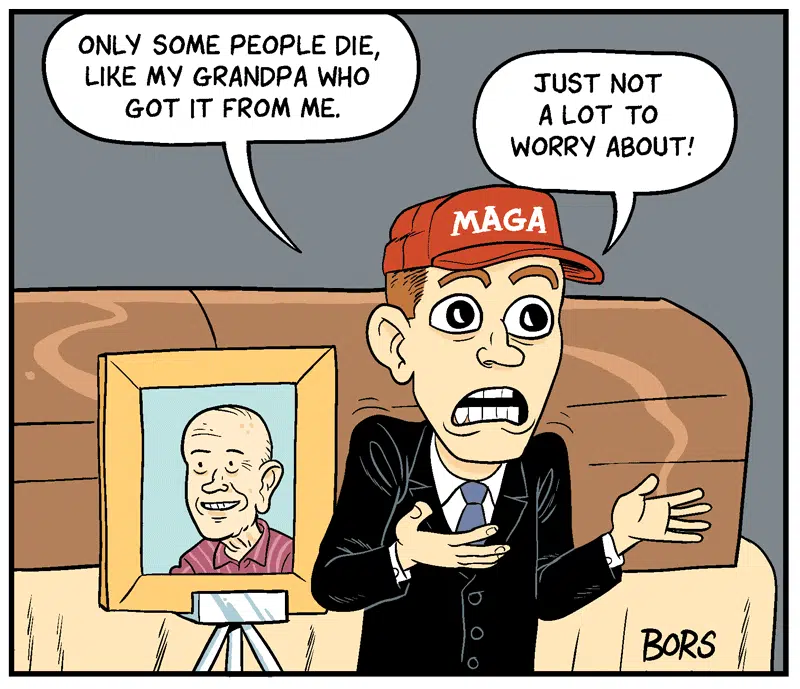 ONLY SOME PEOPLE DIE,
LIKE MY GRANDPA WHO
GOT IT FROM ME.
JUST NOT
A LOT TO
WORRY ABOUT!
MAGA
BORS